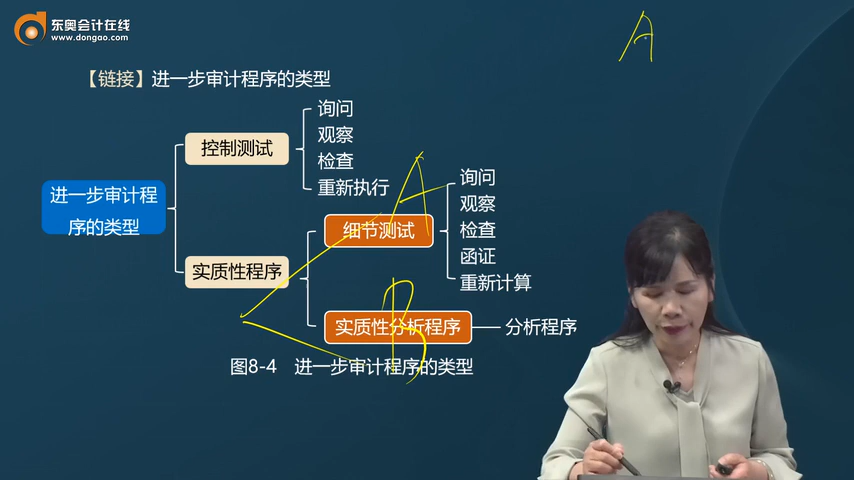 东奥会计在线
www.dongao.com
【链接】进一步审计程序的类型
进一步审计程
序的类型
控制测试
询问
观察
检查
重新执行
实质性程序
细节测试
询问
观察
检查
函证
重新计算
实质性分析程序
分析程序
图8-4 进一步审计程序的类型
A
B
A